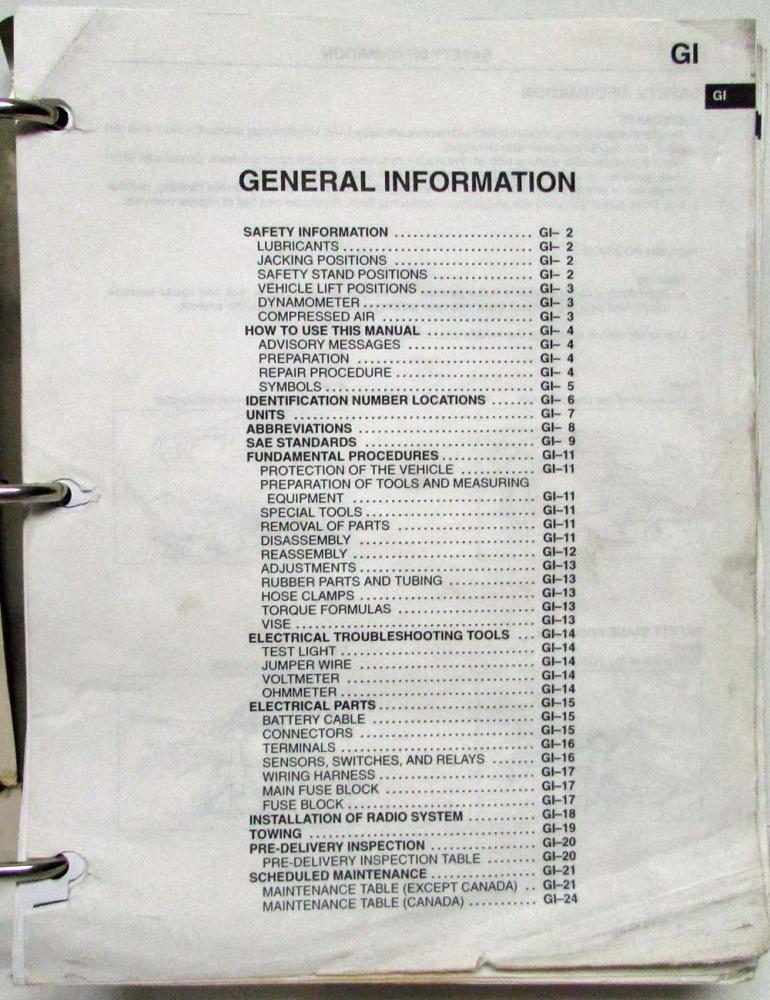 GI
GI
GENERAL INFORMATION
SAFETY INFORMATION ...................... GI– 2
LUBRICANTS .............................. GI– 2
JACKING POSITIONS ....................... GI– 2
SAFETY STAND POSITIONS .................. GI– 2
VEHICLE LIFT POSITIONS .................. GI– 3
DYNAMOMETER ............................. GI– 3
COMPRESSED AIR .......................... GI– 3
HOW TO USE THIS MANUAL .................. GI– 4
ADVISORY MESSAGES ....................... GI– 4
PREPARATION ............................. GI– 4
REPAIR PROCEDURE ........................ GI– 4
SYMBOLS ................................. GI– 5
IDENTIFICATION NUMBER LOCATIONS ...... GI– 6
UNITS ................................... GI– 7
ABBREVIATIONS ........................... GI– 8
SAE STANDARDS ........................... GI– 9
FUNDAMENTAL PROCEDURES .................. GI–11
PROTECTION OF THE VEHICLE ............... GI–11
PREPARATION OF TOOLS AND MEASURING
EQUIPMENT ............................... GI–11
SPECIAL TOOLS ........................... GI–11
REMOVAL OF PARTS ........................ GI–11
DISASSEMBLY ............................. GI–11
REASSEMBLY .............................. GI–12
ADJUSTMENTS ............................. GI–13
RUBBER PARTS AND TUBING ................. GI–13
HOSE CLAMPS ............................. GI–13
TORQUE FORMULAS ......................... GI–13
VISE .................................... GI–13
ELECTRICAL TROUBLESHOOTING TOOLS ... GI–14
TEST LIGHT .............................. GI–14
JUMPER WIRE ............................. GI–14
VOLTMETER ............................... GI–14
OHMMETER ................................ GI–14
ELECTRICAL PARTS ........................ GI–15
BATTERY CABLE ........................... GI–15
CONNECTORS .............................. GI–15
TERMINALS ............................... GI–16
SENSORS, SWITCHES, AND RELAYS ....... GI–16
WIRING HARNESS .......................... GI–17
MAIN FUSE BLOCK ......................... GI–17
FUSE BLOCK .............................. GI–17
INSTALLATION OF RADIO SYSTEM .......... GI–18
TOWING .................................. GI–19
PRE-DELIVERY INSPECTION ................. GI–20
PRE-DELIVERY INSPECTION TABLE ........ GI–20
SCHEDULED MAINTENANCE ................... GI–21
MAINTENANCE TABLE (EXCEPT CANADA) .. GI–21
MAINTENANCE TABLE (CANADA) .......... GI–24